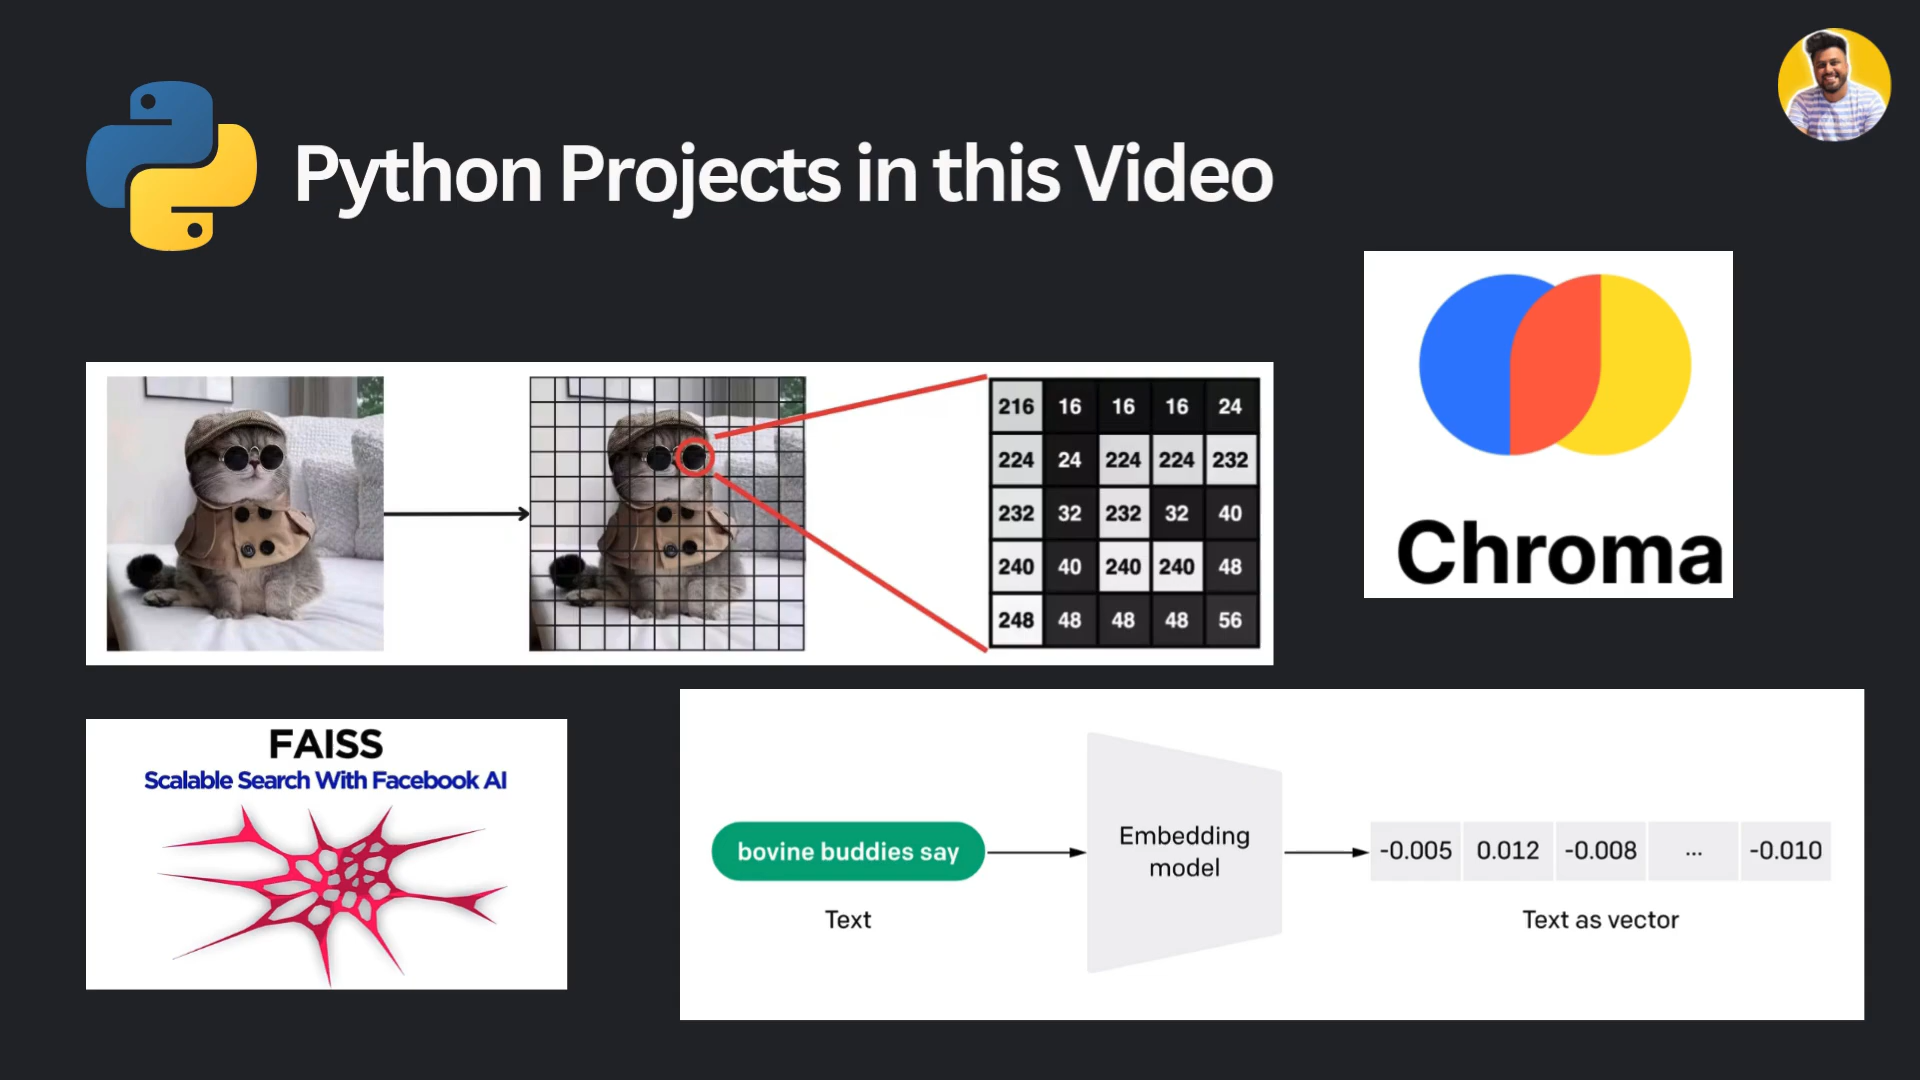 Python Projects in this Video
216 16 16 16 24
224 24 224 224 232
232 32 232 32 40
240 40 240 240 48
248 48 48 48 56
Chroma
FAISS
Scalable Search With Facebook AI
bovine buddies say
Text
Embedding
model
-0.005 0.012 -0.008 ... -0.010
Text as vector